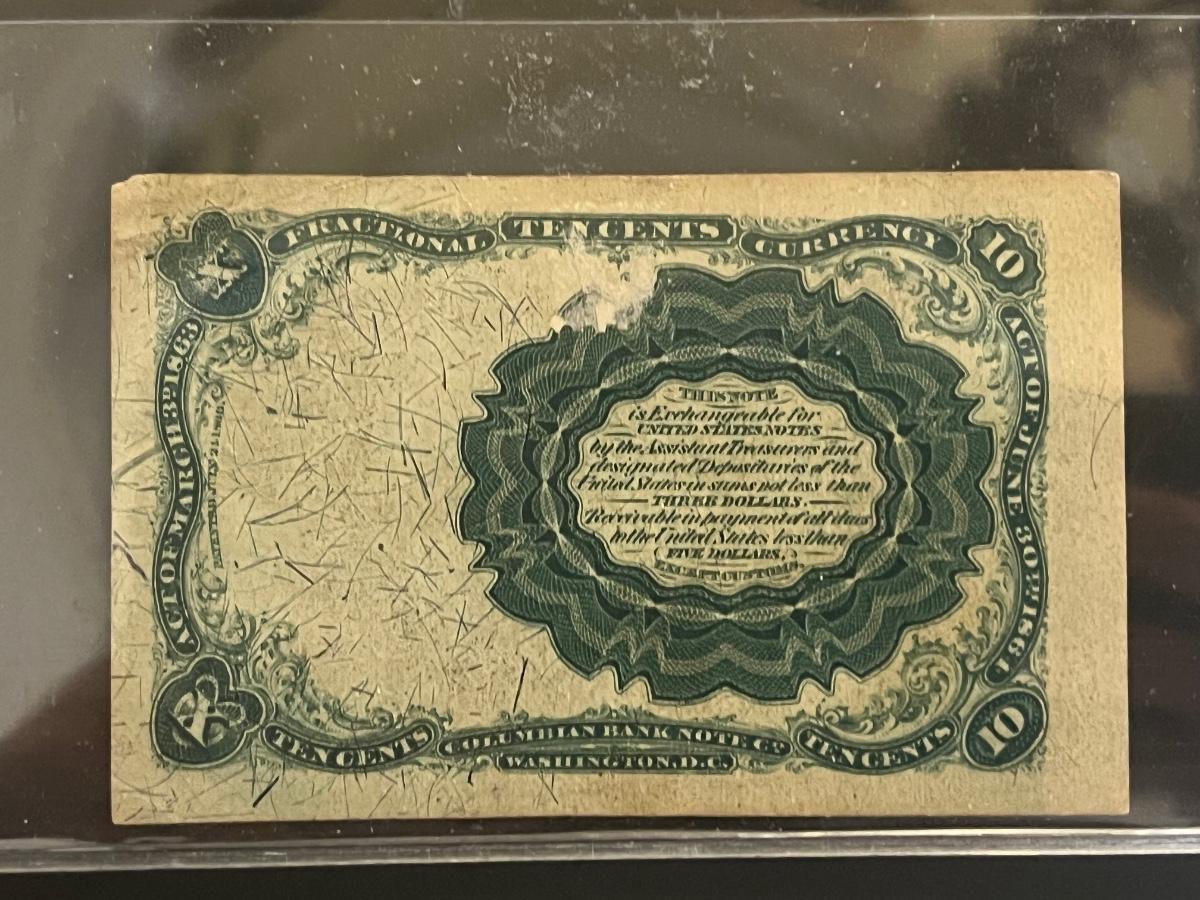 FRACTIONAL TEN CENTS CURRENCY
X
10
ACT OF MARCH 3D 1863
ACT OF JUNE 30TH 1864
THIS NOTE
is Exchangeable for
UNITED STATES NOTES
by the Assistant Treasurers and
designated Depositaries of the
United States in sums not less than
THREE DOLLARS.
Receivable in payment of all dues
to the United States less than
FIVE DOLLARS,
EXCEPT CUSTOMS.
X
10
TEN CENTS COLUMBIAN BANK NOTE CO. TEN CENTS
WASHINGTON, D.C.